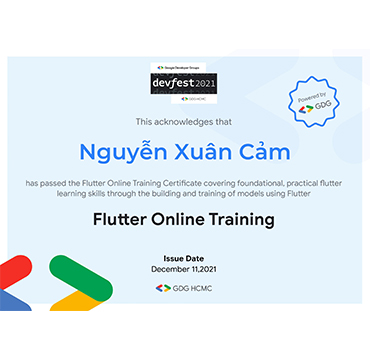 Google Developer Groups
devfest2021
GDG HCMC
Powered by
GDG
This acknowledges that
Nguyễn Xuân Cảm
has passed the Flutter Online Training Certificate covering foundational, practical flutter
learning skills through the building and training of models using Flutter
Flutter Online Training
Issue Date
December 11,2021
GDG HCMC